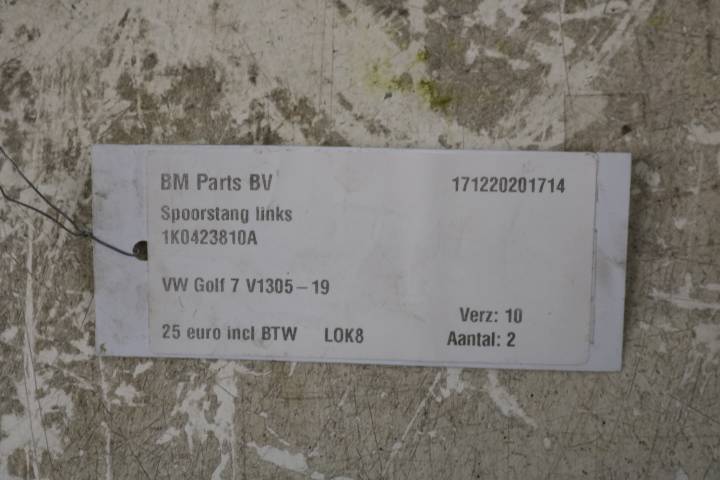 BM Parts BV 171220201714
Spoorstang links
1K0423810A
VW Golf 7 V1305-19
Verz: 10
25 euro incl BTW LOK8 Aantal: 2